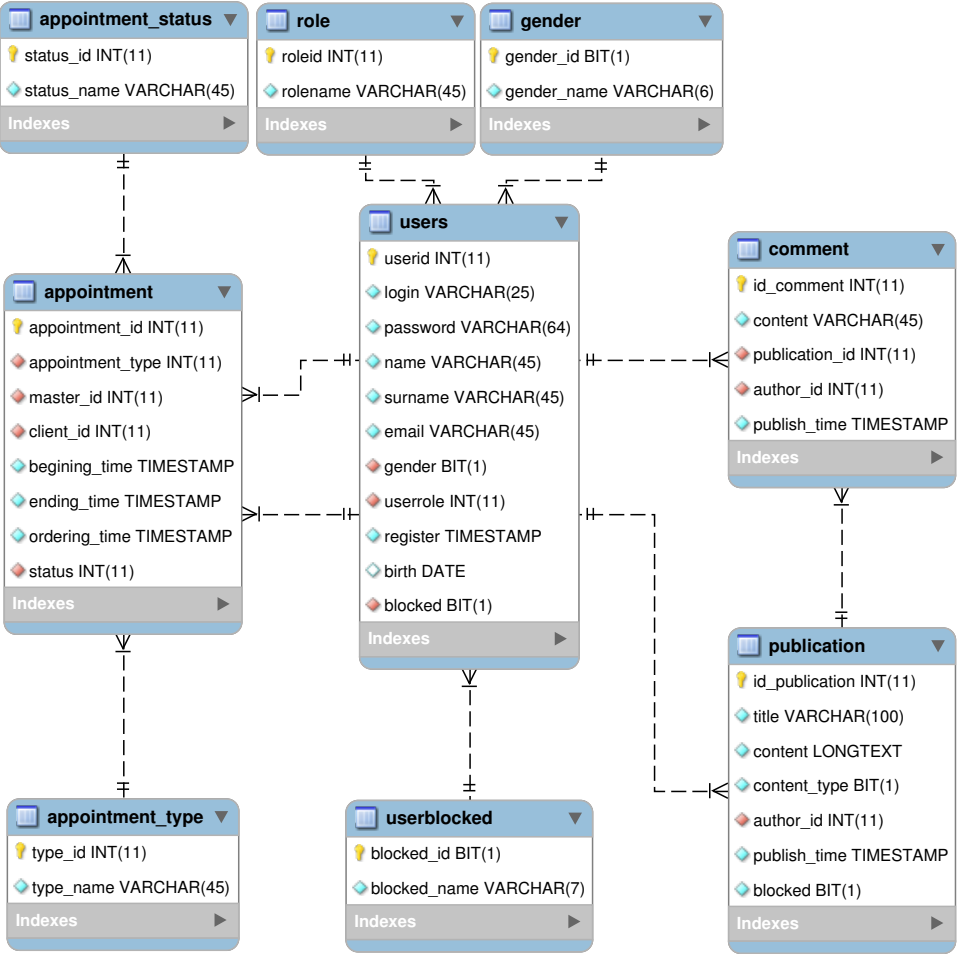 appointment_status
status_id INT(11)
status_name VARCHAR(45)
Indexes
role
roleid INT(11)
rolename VARCHAR(45)
Indexes
gender
gender_id BIT(1)
gender_name VARCHAR(6)
Indexes
appointment
appointment_id INT(11)
appointment_type INT(11)
master_id INT(11)
client_id INT(11)
begining_time TIMESTAMP
ending_time TIMESTAMP
ordering_time TIMESTAMP
status INT(11)
Indexes
users
userid INT(11)
login VARCHAR(25)
password VARCHAR(64)
name VARCHAR(45)
surname VARCHAR(45)
email VARCHAR(45)
gender BIT(1)
userrole INT(11)
register TIMESTAMP
birth DATE
blocked BIT(1)
Indexes
comment
id_comment INT(11)
content VARCHAR(45)
publication_id INT(11)
author_id INT(11)
publish_time TIMESTAMP
Indexes
appointment_type
type_id INT(11)
type_name VARCHAR(45)
Indexes
userblocked
blocked_id BIT(1)
blocked_name VARCHAR(7)
Indexes
publication
id_publication INT(11)
title VARCHAR(100)
content LONGTEXT
content_type BIT(1)
author_id INT(11)
publish_time TIMESTAMP
blocked BIT(1)
Indexes